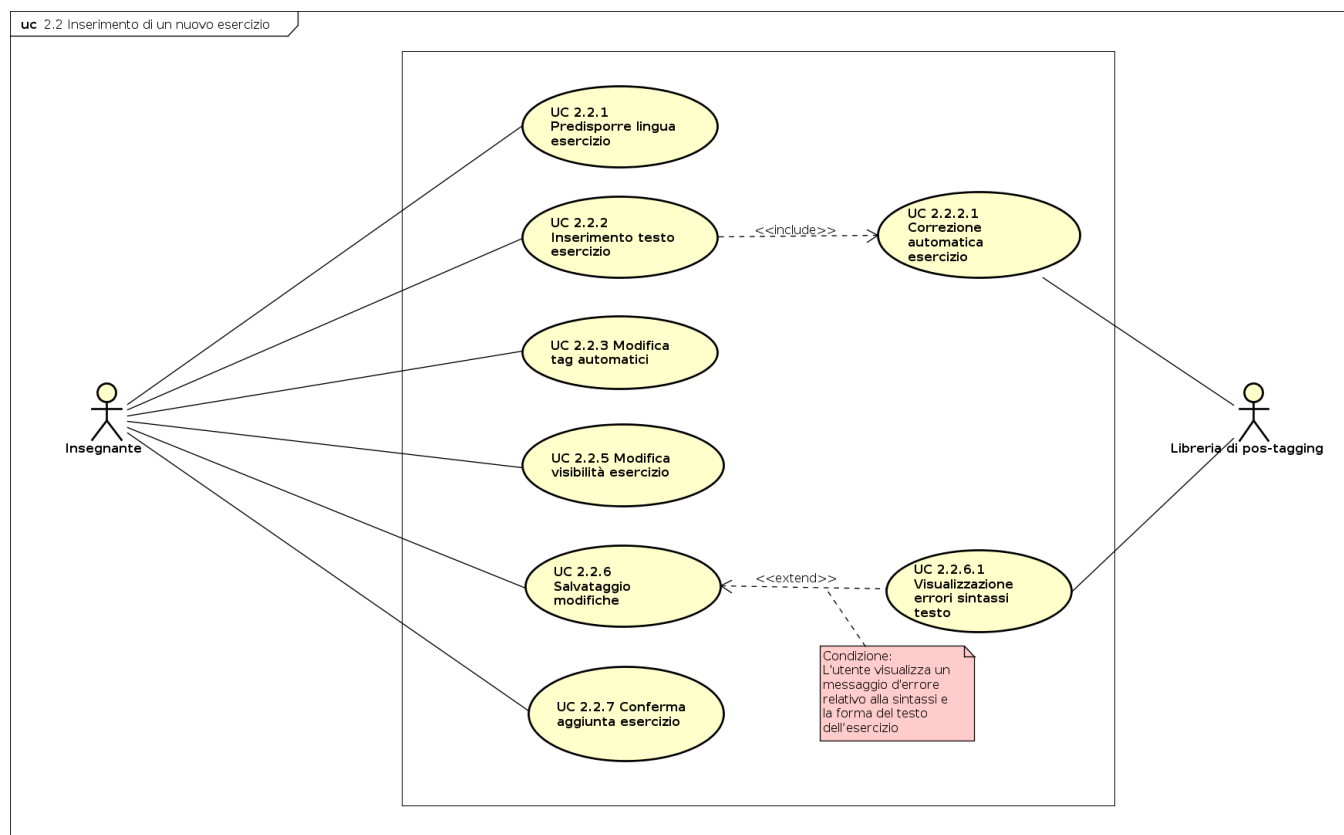 uc 2.2 Inserimento di un nuovo esercizio
UC 2.2.1
Predisporre lingua
esercizio
UC 2.2.2
Inserimento testo
esercizio
<<include>>
UC 2.2.2.1
Correzione
automatica
esercizio
UC 2.2.3 Modifica
tag automatici
Insegnante
Libreria di pos-tagging
UC 2.2.5 Modifica
visibilità esercizio
UC 2.2.6
Salvataggio
modifiche
<<extend>>
UC 2.2.6.1
Visualizzazione
errori sintassi
testo
Condizione:
L'utente visualizza un
messaggio d'errore
relativo alla sintassi e
la forma del testo
dell'esercizio
UC 2.2.7 Conferma
aggiunta esercizio